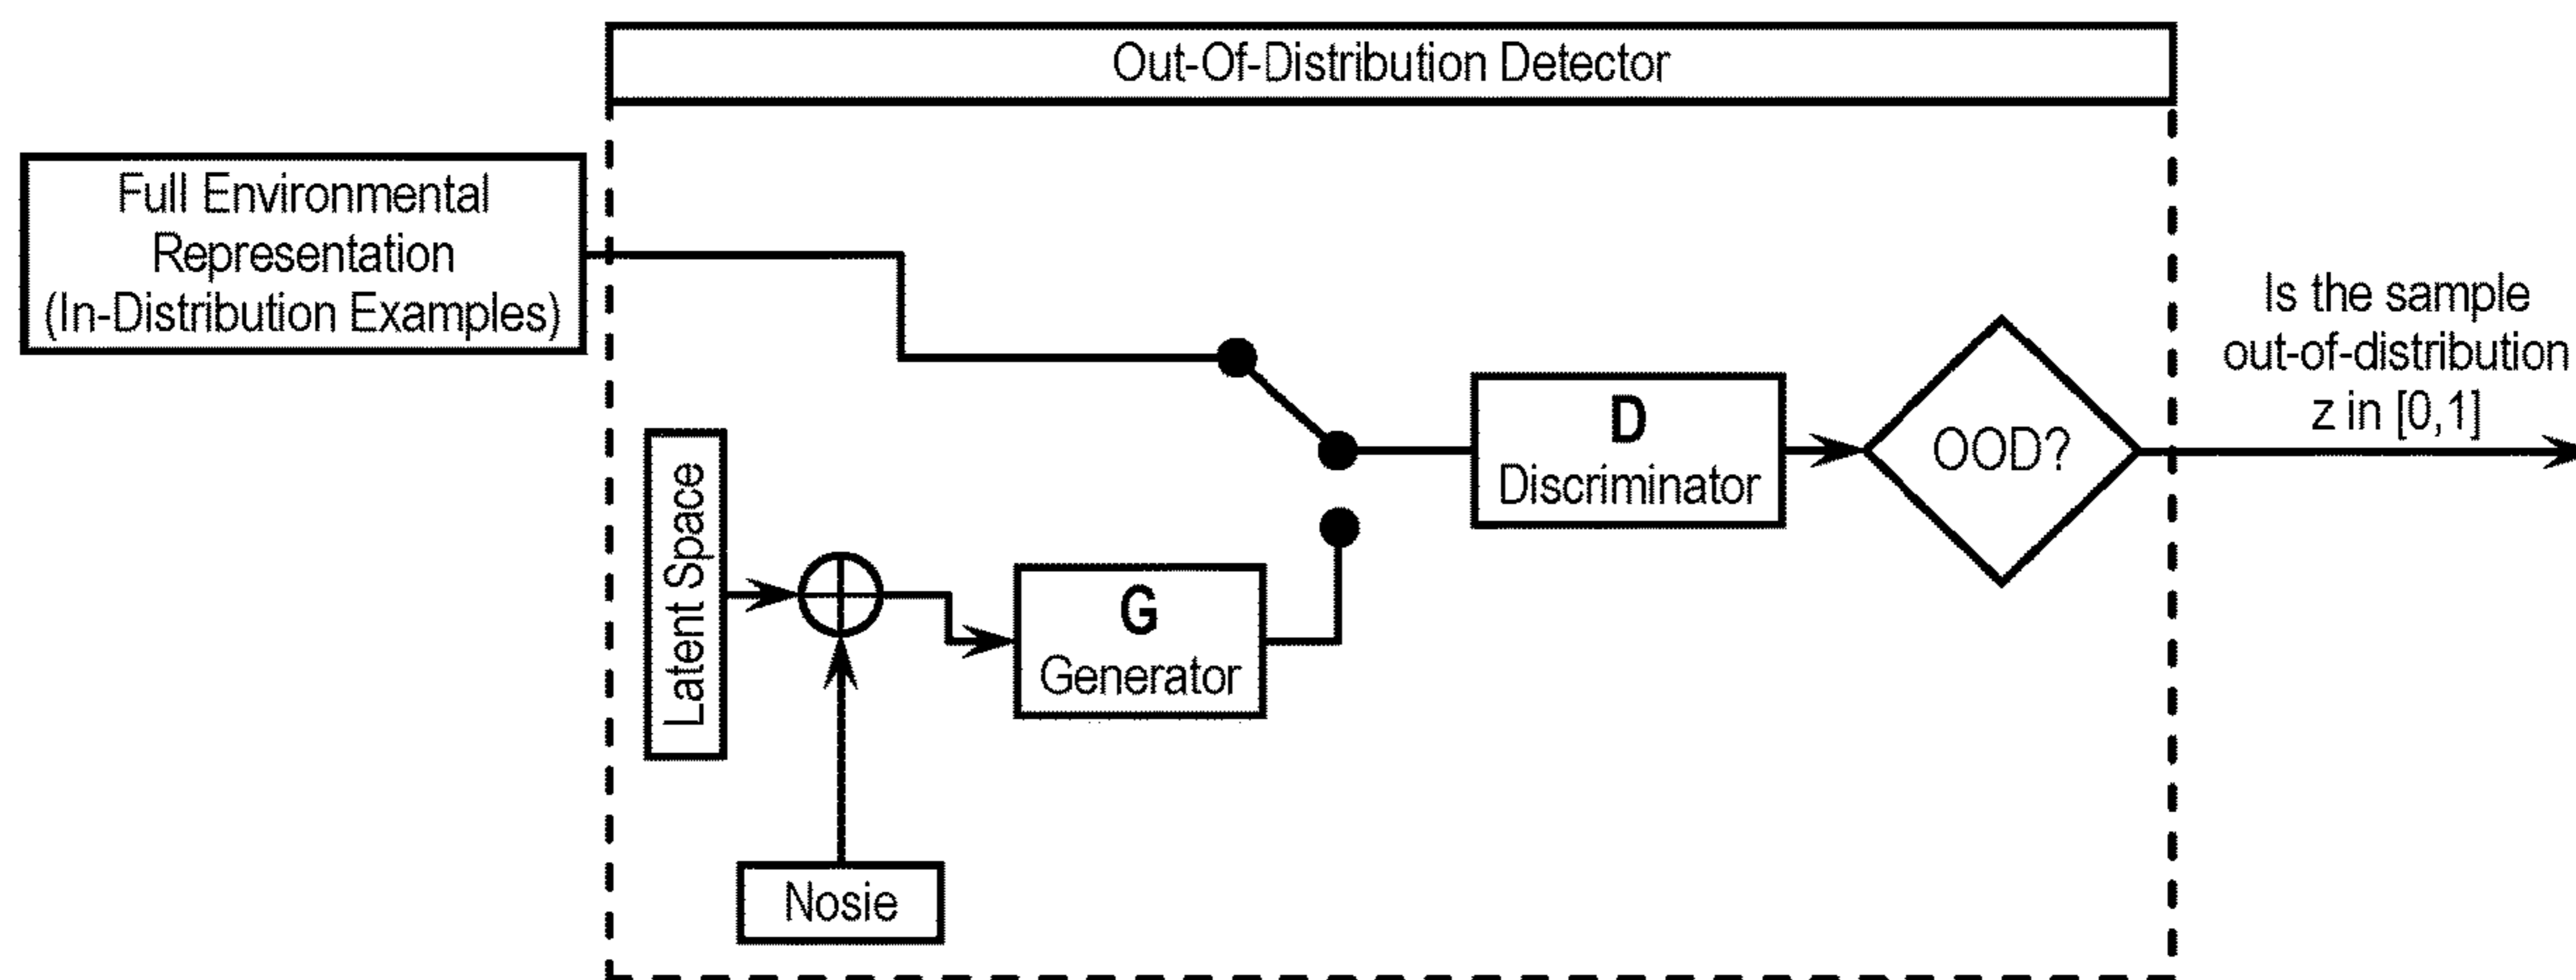 Out-Of-Distribution Detector
Full Environmental
Representation
(In-Distribution Examples)
Is the sample
out-of-distribution
z in [0,1]
D
Discriminator
OOD?
Latent Space
G
Generator
Nosie